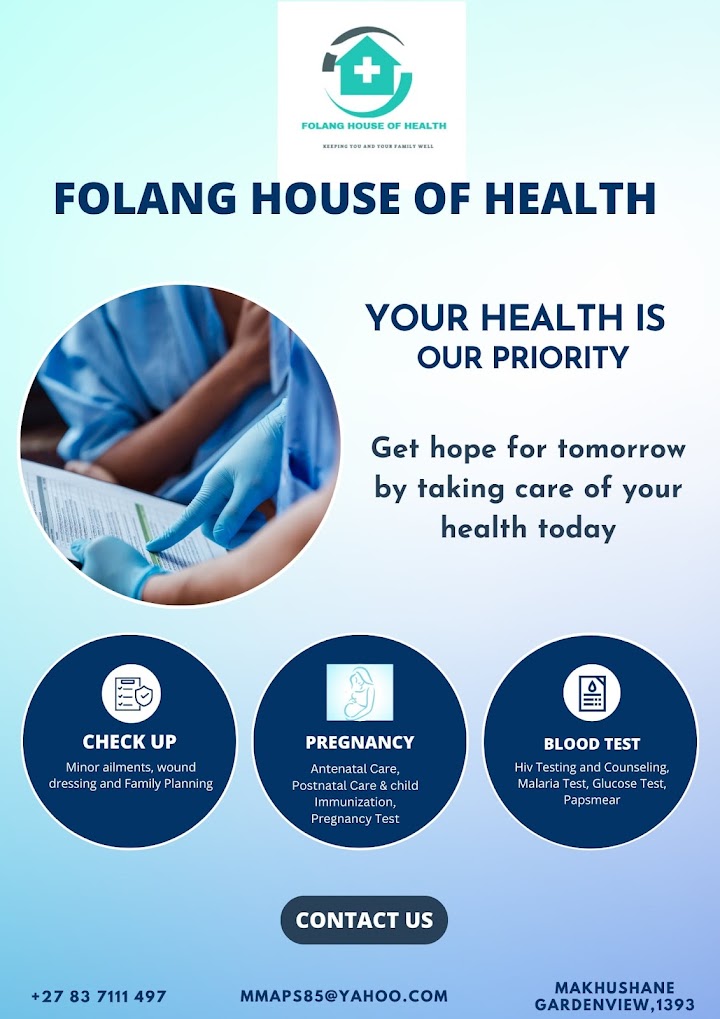 FOLANG HOUSE OF HEALTH
KEEPING YOU AND YOUR FAMILY WELL
FOLANG HOUSE OF HEALTH
YOUR HEALTH IS
OUR PRIORITY
Get hope for tomorrow
by taking care of your
health today
CHECK UP
Minor ailments, wound
dressing and Family Planning
PREGNANCY
Antenatal Care,
Postnatal Care & child
Immunization,
Pregnancy Test
BLOOD TEST
Hiv Testing and Counseling,
Malaria Test, Glucose Test,
Papsmear
CONTACT US
+27 83 7111 497
MMAPS85@YAHOO.COM
MAKHUSHANE
GARDENVIEW,1393